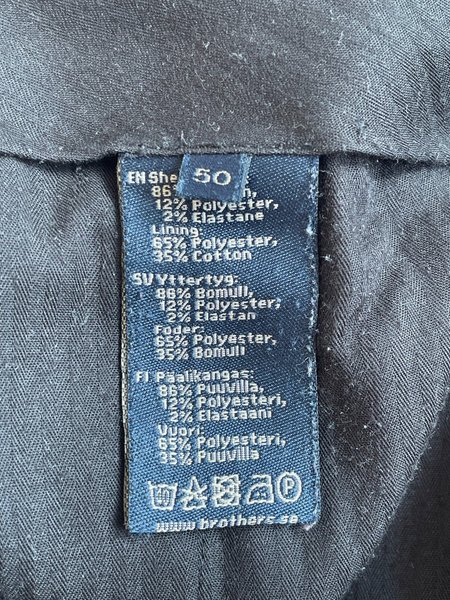 50
EN She
86%
12% Polyester,
2% Elastane
Lining:
65% Polyester,
35% Cotton
SV Yttertyg:
86% Bomull,
12% Polyester,
2% Elastan
Foder:
65% Polyester,
35% Bomull
FI Päälikangas:
86% Puuvilla,
12% Polyesteri,
2% Elastaani
Vuori:
65% Polyesteri,
35% Puuvilla
40 P
www.brothers.se